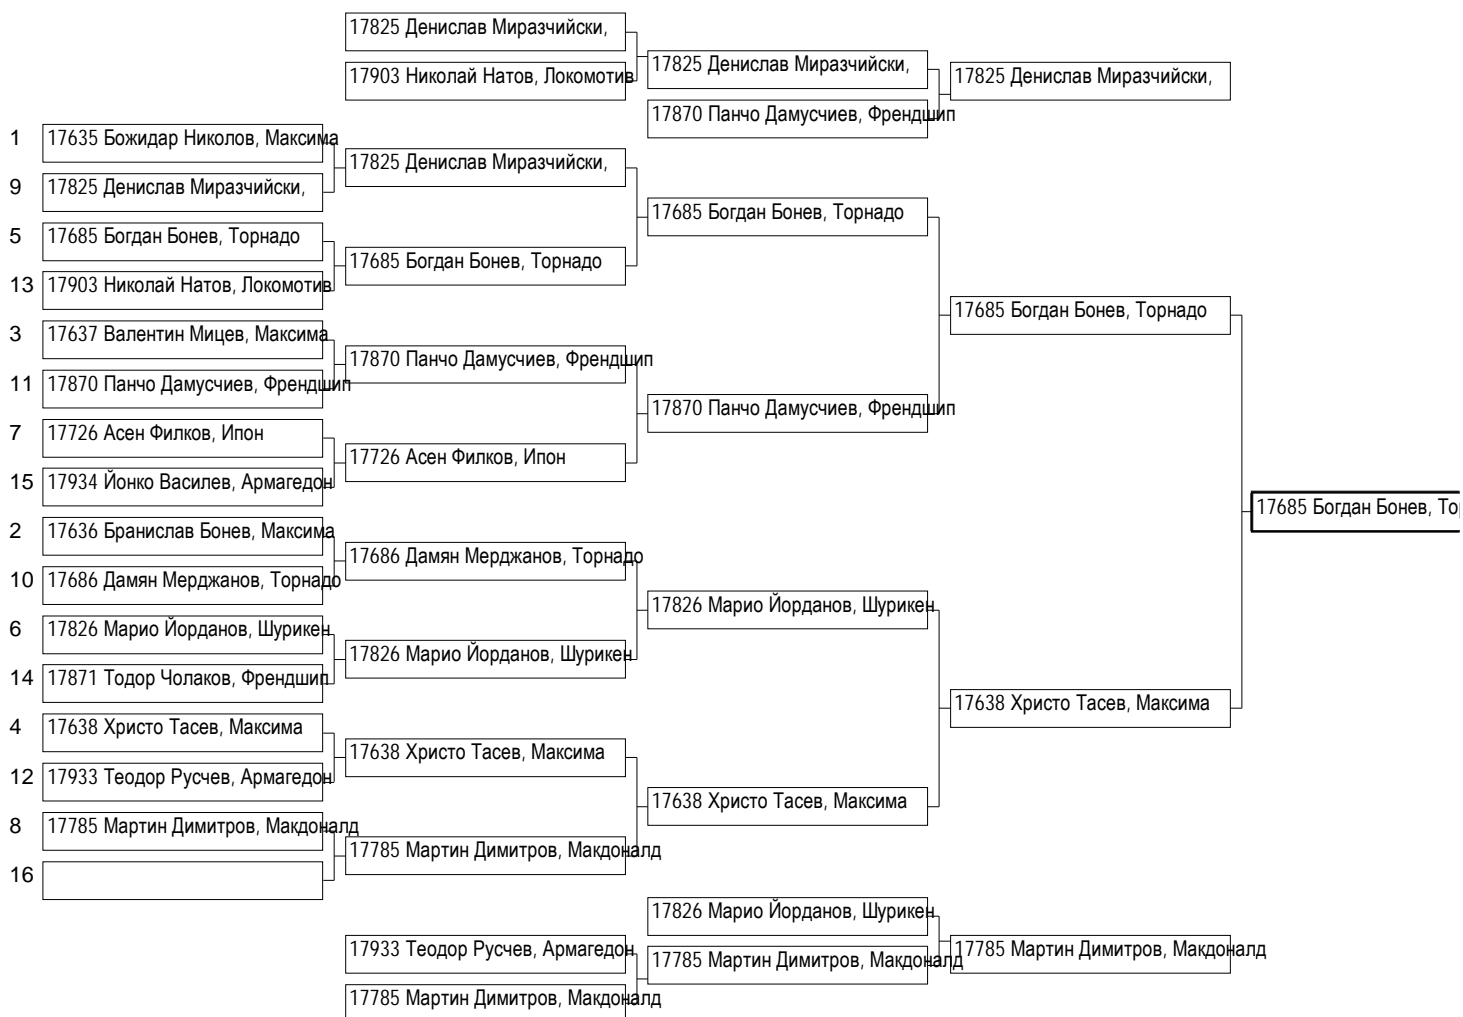 17825 Денислав Миразчийски,
17903 Николай Натов, Локомотив
17825 Денислав Миразчийски,
17870 Панчо Дамусчиев, Френдшип
17825 Денислав Миразчийски,
1 17635 Божидар Николов, Максима
9 17825 Денислав Миразчийски,
5 17685 Богдан Бонев, Торнадо
13 17903 Николай Натов, Локомотив
3 17637 Валентин Мицев, Максима
11 17870 Панчо Дамусчиев, Френдшип
7 17726 Асен Филков, Ипон
15 17934 Йонко Василев, Армагедон
2 17636 Бранислав Бонев, Максима
10 17686 Дамян Мерджанов, Торнадо
6 17826 Марио Йорданов, Шурикен
14 17871 Тодор Чолаков, Френдшип
4 17638 Христо Тасев, Максима
12 17933 Теодор Русчев, Армагедон
8 17785 Мартин Димитров, Макдоналд
16
17825 Денислав Миразчийски,
17685 Богдан Бонев, Торнадо
17870 Панчо Дамусчиев, Френдшип
17726 Асен Филков, Ипон
17686 Дамян Мерджанов, Торнадо
17826 Марио Йорданов, Шурикен
17638 Христо Тасев, Максима
17785 Мартин Димитров, Макдоналд
17685 Богдан Бонев, Торнадо
17870 Панчо Дамусчиев, Френдшип
17826 Марио Йорданов, Шурикен
17638 Христо Тасев, Максима
17685 Богдан Бонев, Торнадо
17638 Христо Тасев, Максима
17685 Богдан Бонев,
17933 Теодор Русчев, Армагедон
17785 Мартин Димитров, Макдоналд
17826 Марио Йорданов, Шурикен
17785 Мартин Димитров, Макдоналд
17785 Мартин Димитров, Макдоналд